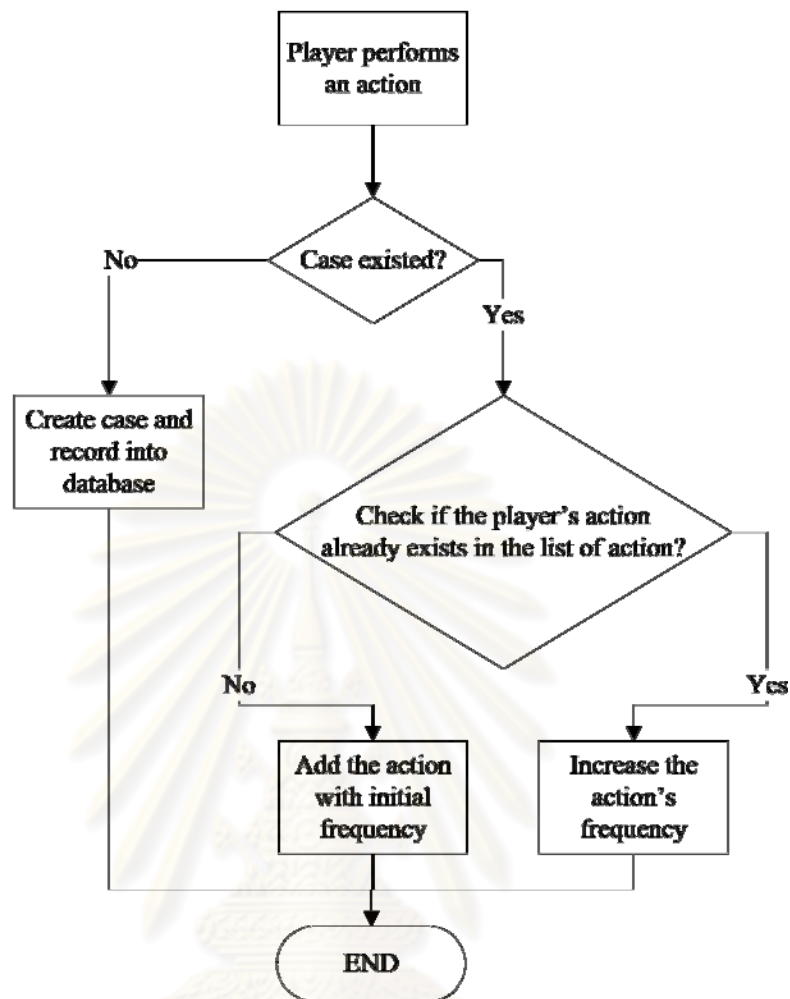 Player performs
an action
Case existed?
No
Yes
Create case and
record into
database
Check if the player's action
already exists in the list of action?
No
Yes
Add the action
with initial
frequency
Increase the
action's
frequency
END